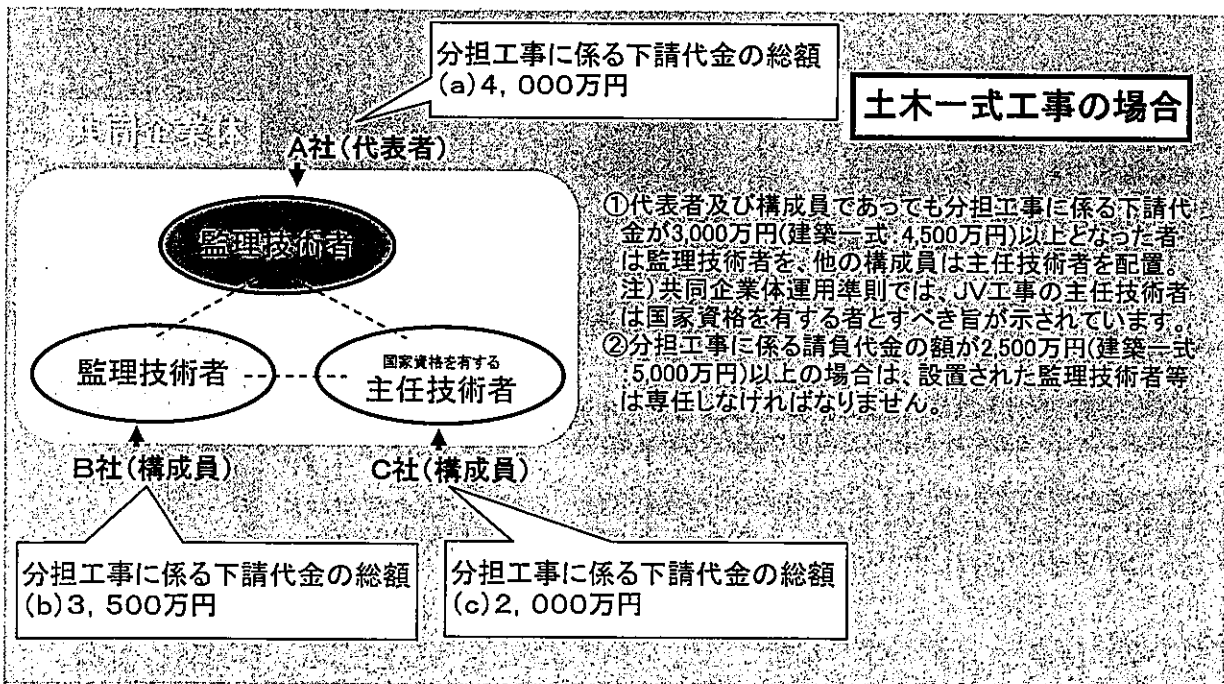 分担工事に係る下請代金の総額
(a)4,000万円
土木一式工事の場合
共同企業体
A社(代表者)
監理技術者
監理技術者
国家資格を有する
主任技術者
B社(構成員)
C社(構成員)
分担工事に係る下請代金の総額
(b)3,500万円
分担工事に係る下請代金の総額
(c)2,000万円
①代表者及び構成員であっても分担工事に係る下請代
金が3,000万円(建築一式:4,500万円)以上となった者
は監理技術者を、他の構成員は主任技術者を配置。
注)共同企業体運用準則では、JV工事の主任技術者
は国家資格を有する者とすべき旨が示されています。
②分担工事に係る請負代金の額が2,500万円(建築一式
:5,000万円)以上の場合は、設置された監理技術者等
は専任しなければなりません。